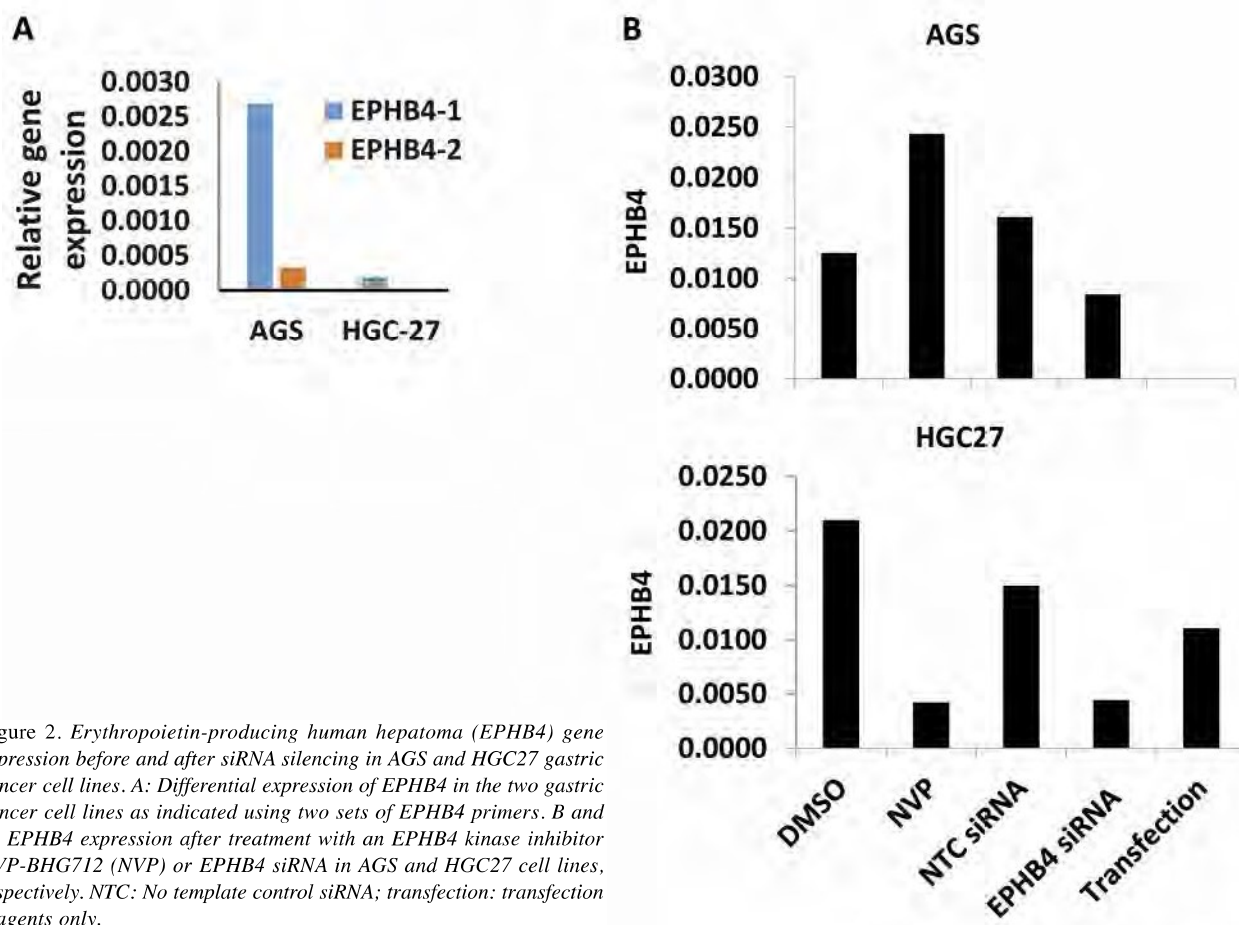 A
0.0030
0.0025
0.0020
0.0015
0.0010
0.0005
0.0000
Relative gene
expression
EPHB4-1
EPHB4-2
AGS HGC-27
B
AGS
0.0300
0.0250
0.0200
0.0150
0.0100
0.0050
0.0000
EPHB4
HGC27
0.0250
0.0200
0.0150
0.0100
0.0050
0.0000
EPHB4
DMSO
NVP
NTC siRNA
EPHB4 siRNA
Transfection
gure 2. Erythropoietin-producing human hepatoma (EPHB4) gene
pression before and after siRNA silencing in AGS and HGC27 gastric
ncer cell lines. A: Differential expression of EPHB4 in the two gastric
ncer cell lines as indicated using two sets of EPHB4 primers. B and
EPHB4 expression after treatment with an EPHB4 kinase inhibitor
VP-BHG712 (NVP) or EPHB4 siRNA in AGS and HGC27 cell lines,
spectively. NTC: No template control siRNA; transfection: transfection
agents only.